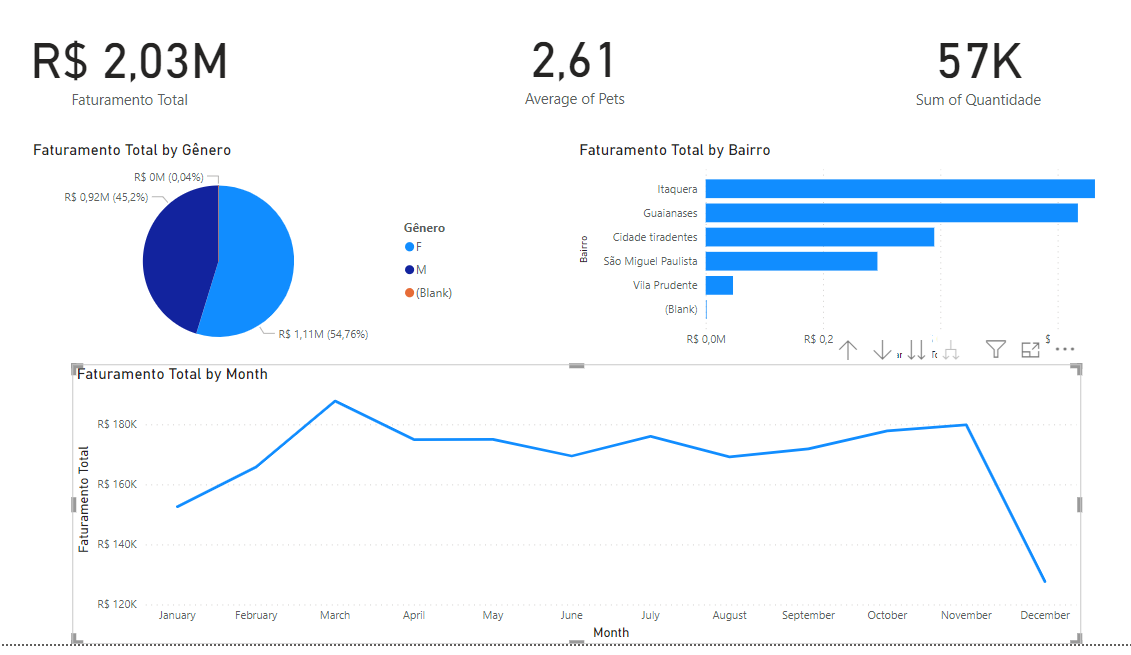 R$ 2,03M
Faturamento Total
2,61
Average of Pets
57K
Sum of Quantidade
Faturamento Total by Gênero
R$ 0M (0,04%)
R$ 0,92M (45,2%)
R$ 1,11M (54,76%)
Gênero
F
M
(Blank)
Faturamento Total by Bairro
Bairro
Itaquera
Guaianases
Cidade tiradentes
São Miguel Paulista
Vila Prudente
(Blank)
R$ 0,0M
R$ 0,2
Faturamento Total by Month
Faturamento Total
R$ 180K
R$ 160K
R$ 140K
R$ 120K
January February March April May June July August September October November December
Month